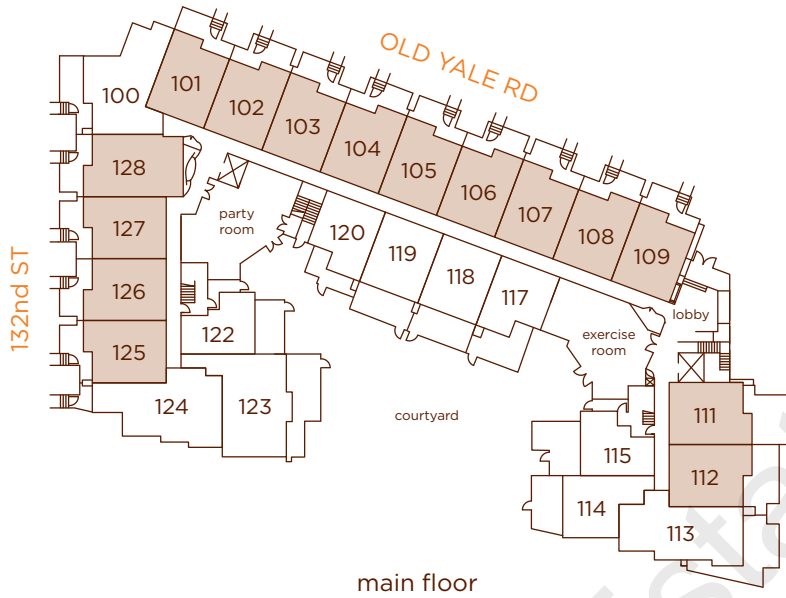 OLD YALE RD
101
100
102
103
104
128
105
106
party
room
107
127
120
119
108
118
109
132nd ST
126
117
lobby
122
exercise
room
125
124
123
courtyard
111
115
112
114
113
main floor